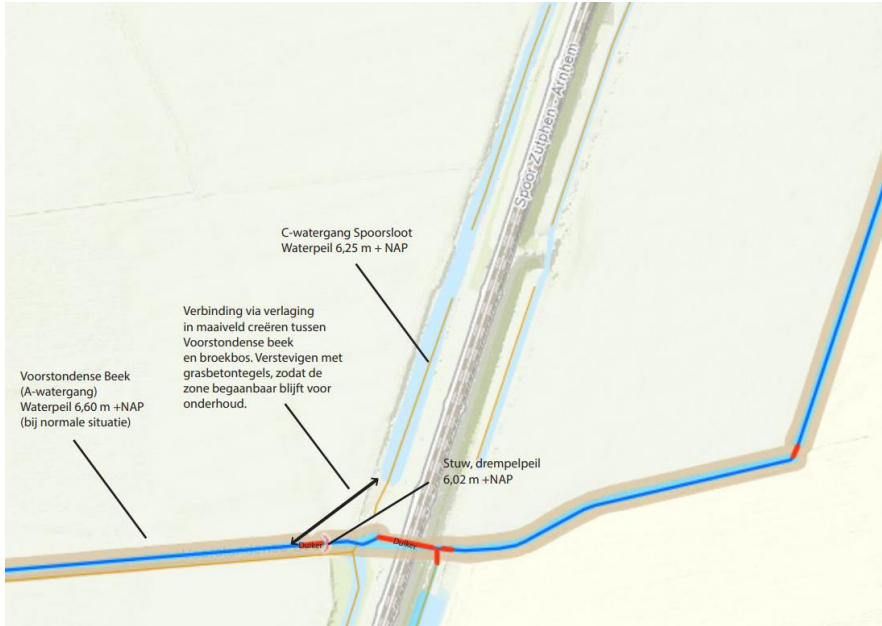 Spoor Zutphen - Arnhem
C-watergang Spoorsloot
Waterpeil 6,25 m + NAP
Verbinding via verlaging
in maaiveld creëren tussen
Voorstondense beek
en broekbos. Verstevigen met
grasbetontegels, zodat de
zone begaanbaar blijft voor
onderhoud.
Voorstondense Beek
(A-watergang)
Waterpeil 6,60 m +NAP
(bij normale situatie)
Stuw, drempelpeil
6,02 m +NAP
Duiker
Duiker